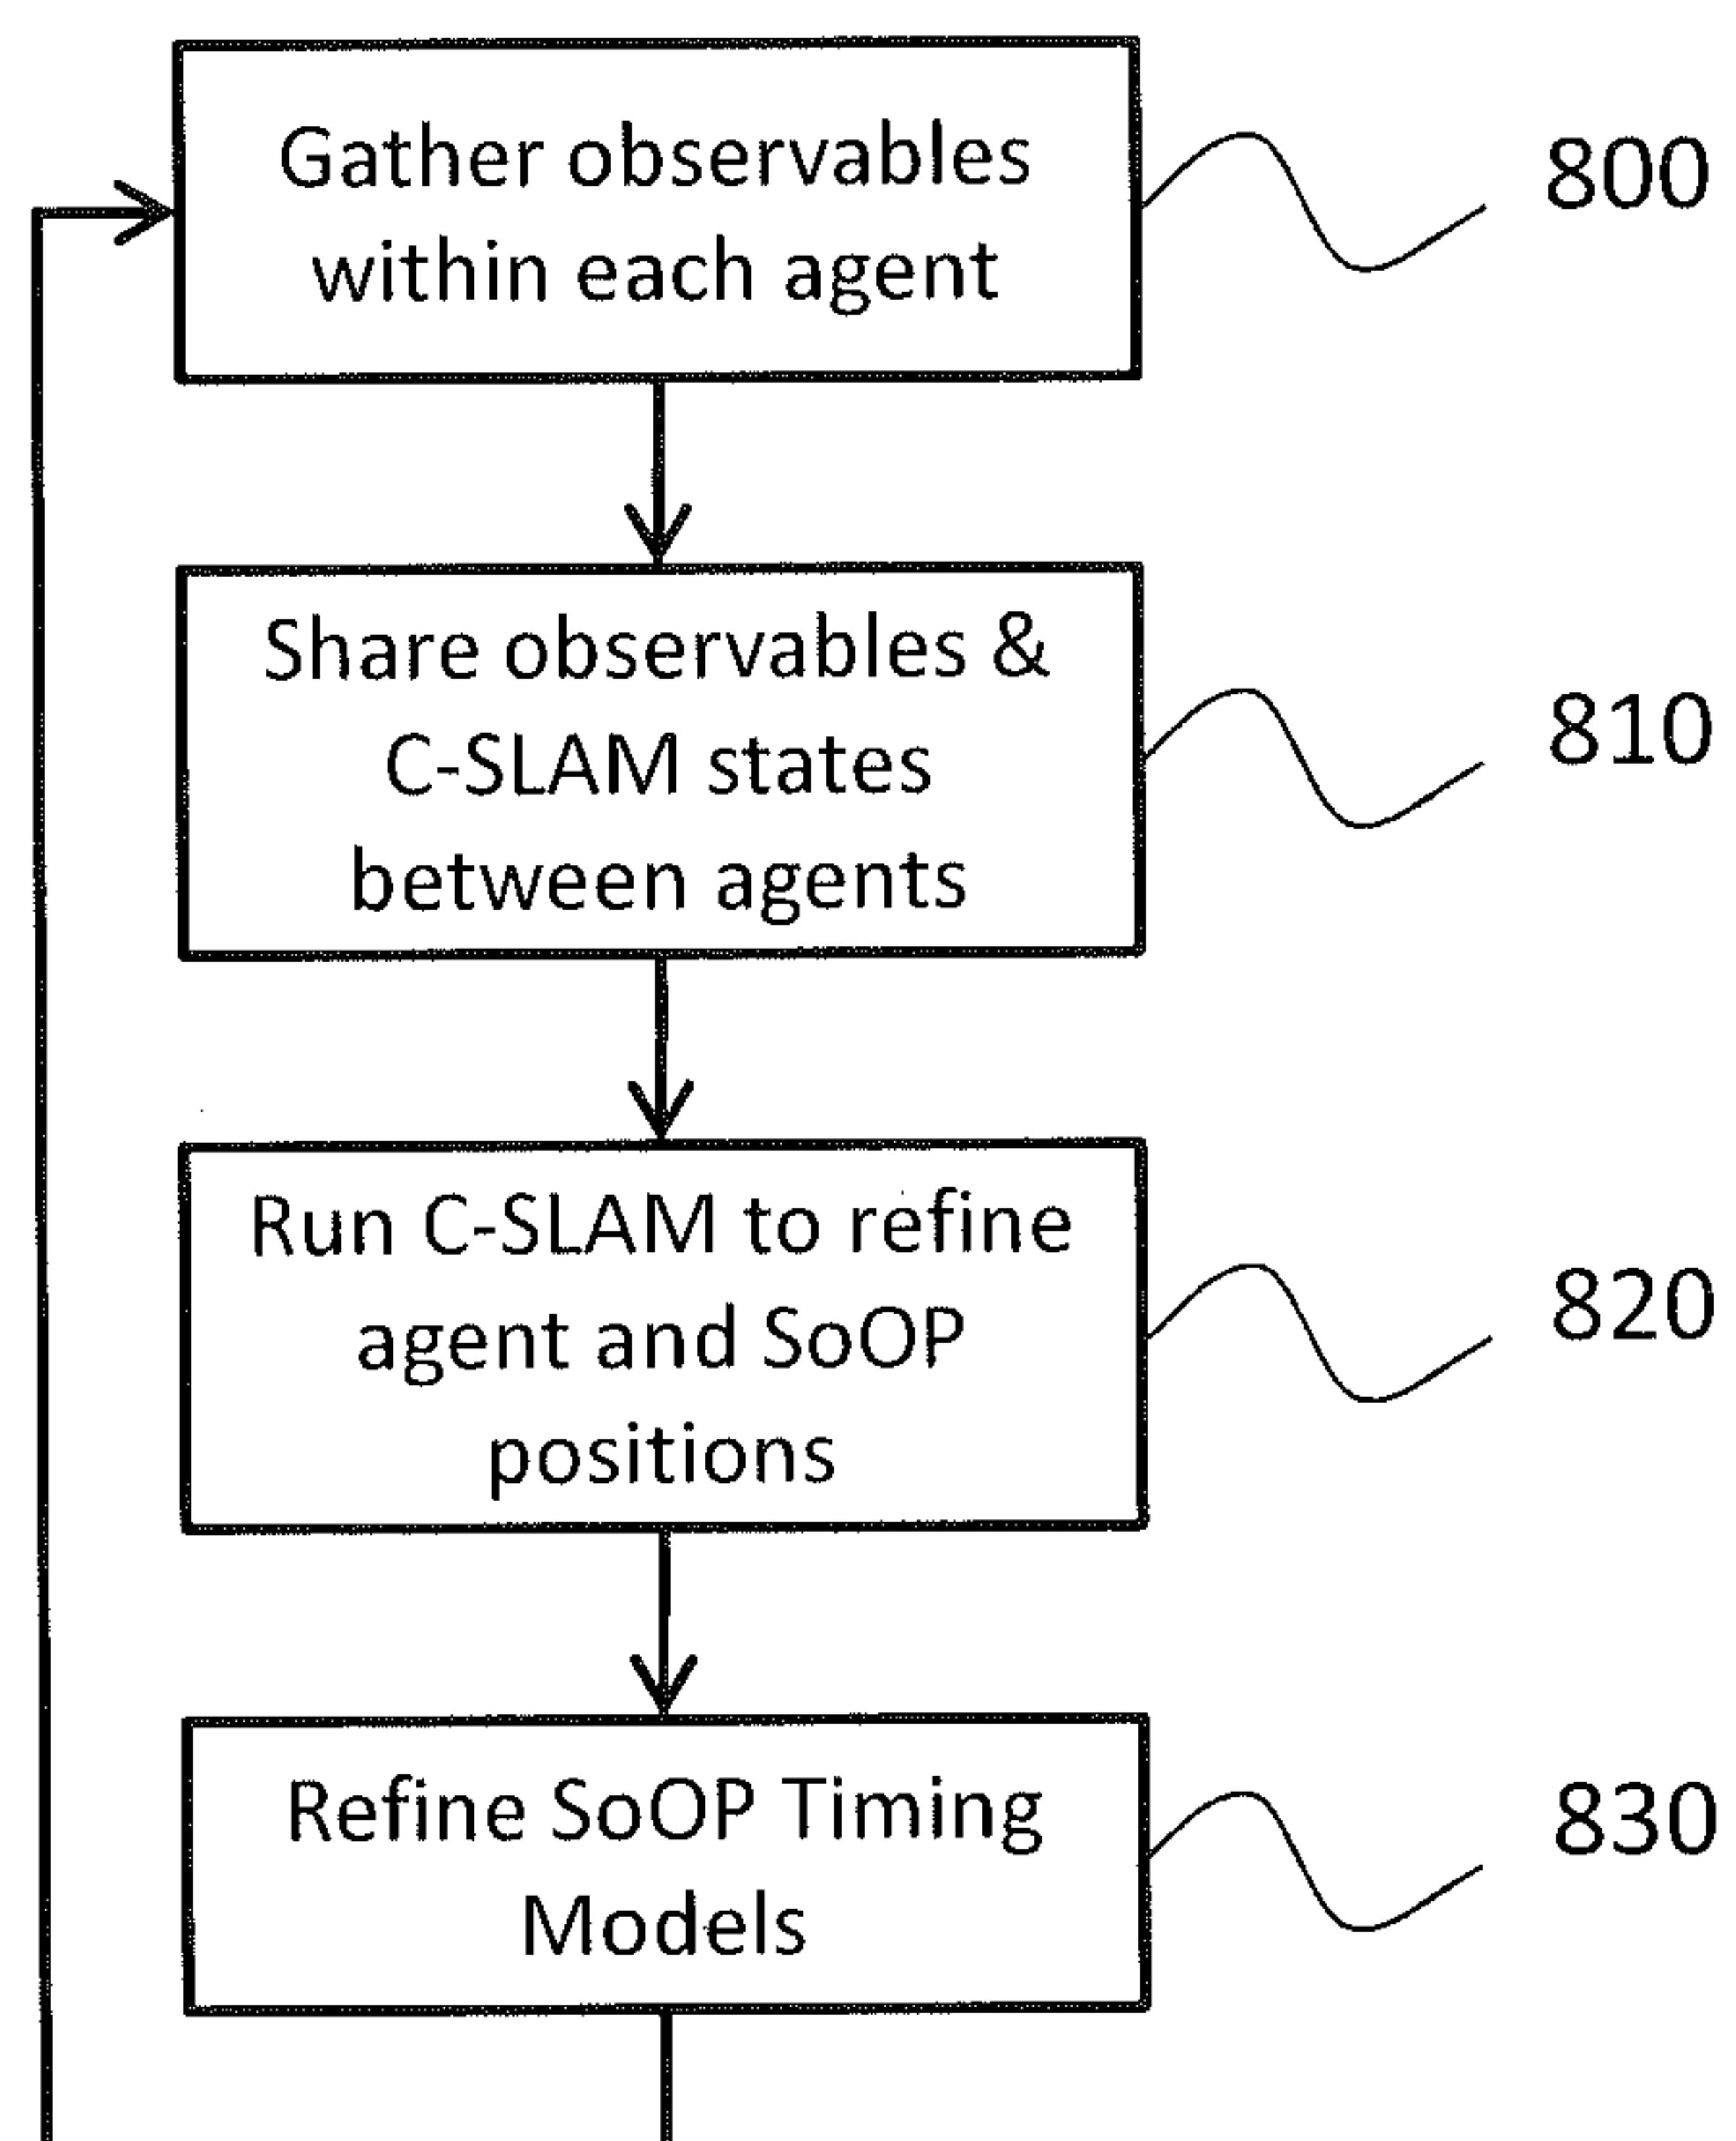 Gather observables
within each agent
800
Share observables &
C-SLAM states
between agents
810
Run C-SLAM to refine
agent and SoOP
positions
820
Refine SoOP Timing
Models
830